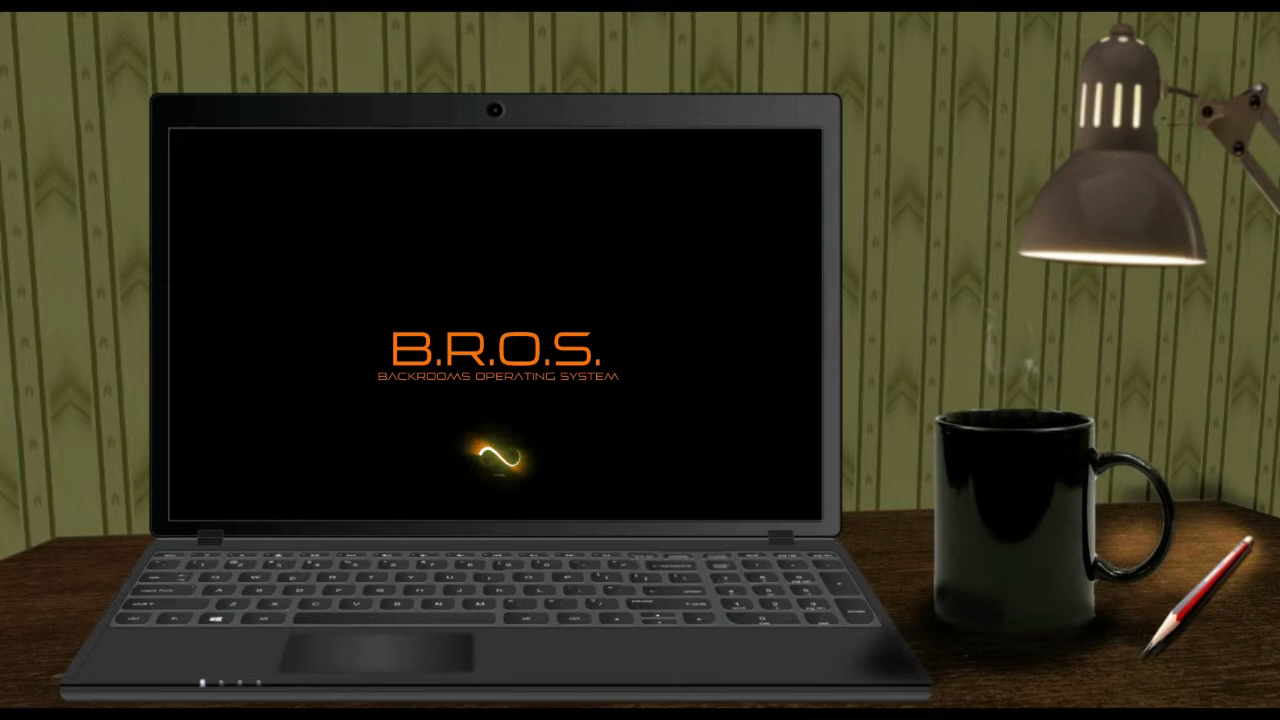 B.R.O.S.
BACKROOMS OPERATING SYSTEM
Q W E R T Y U I O P
A S D F G H J K L
Z X C V B N M